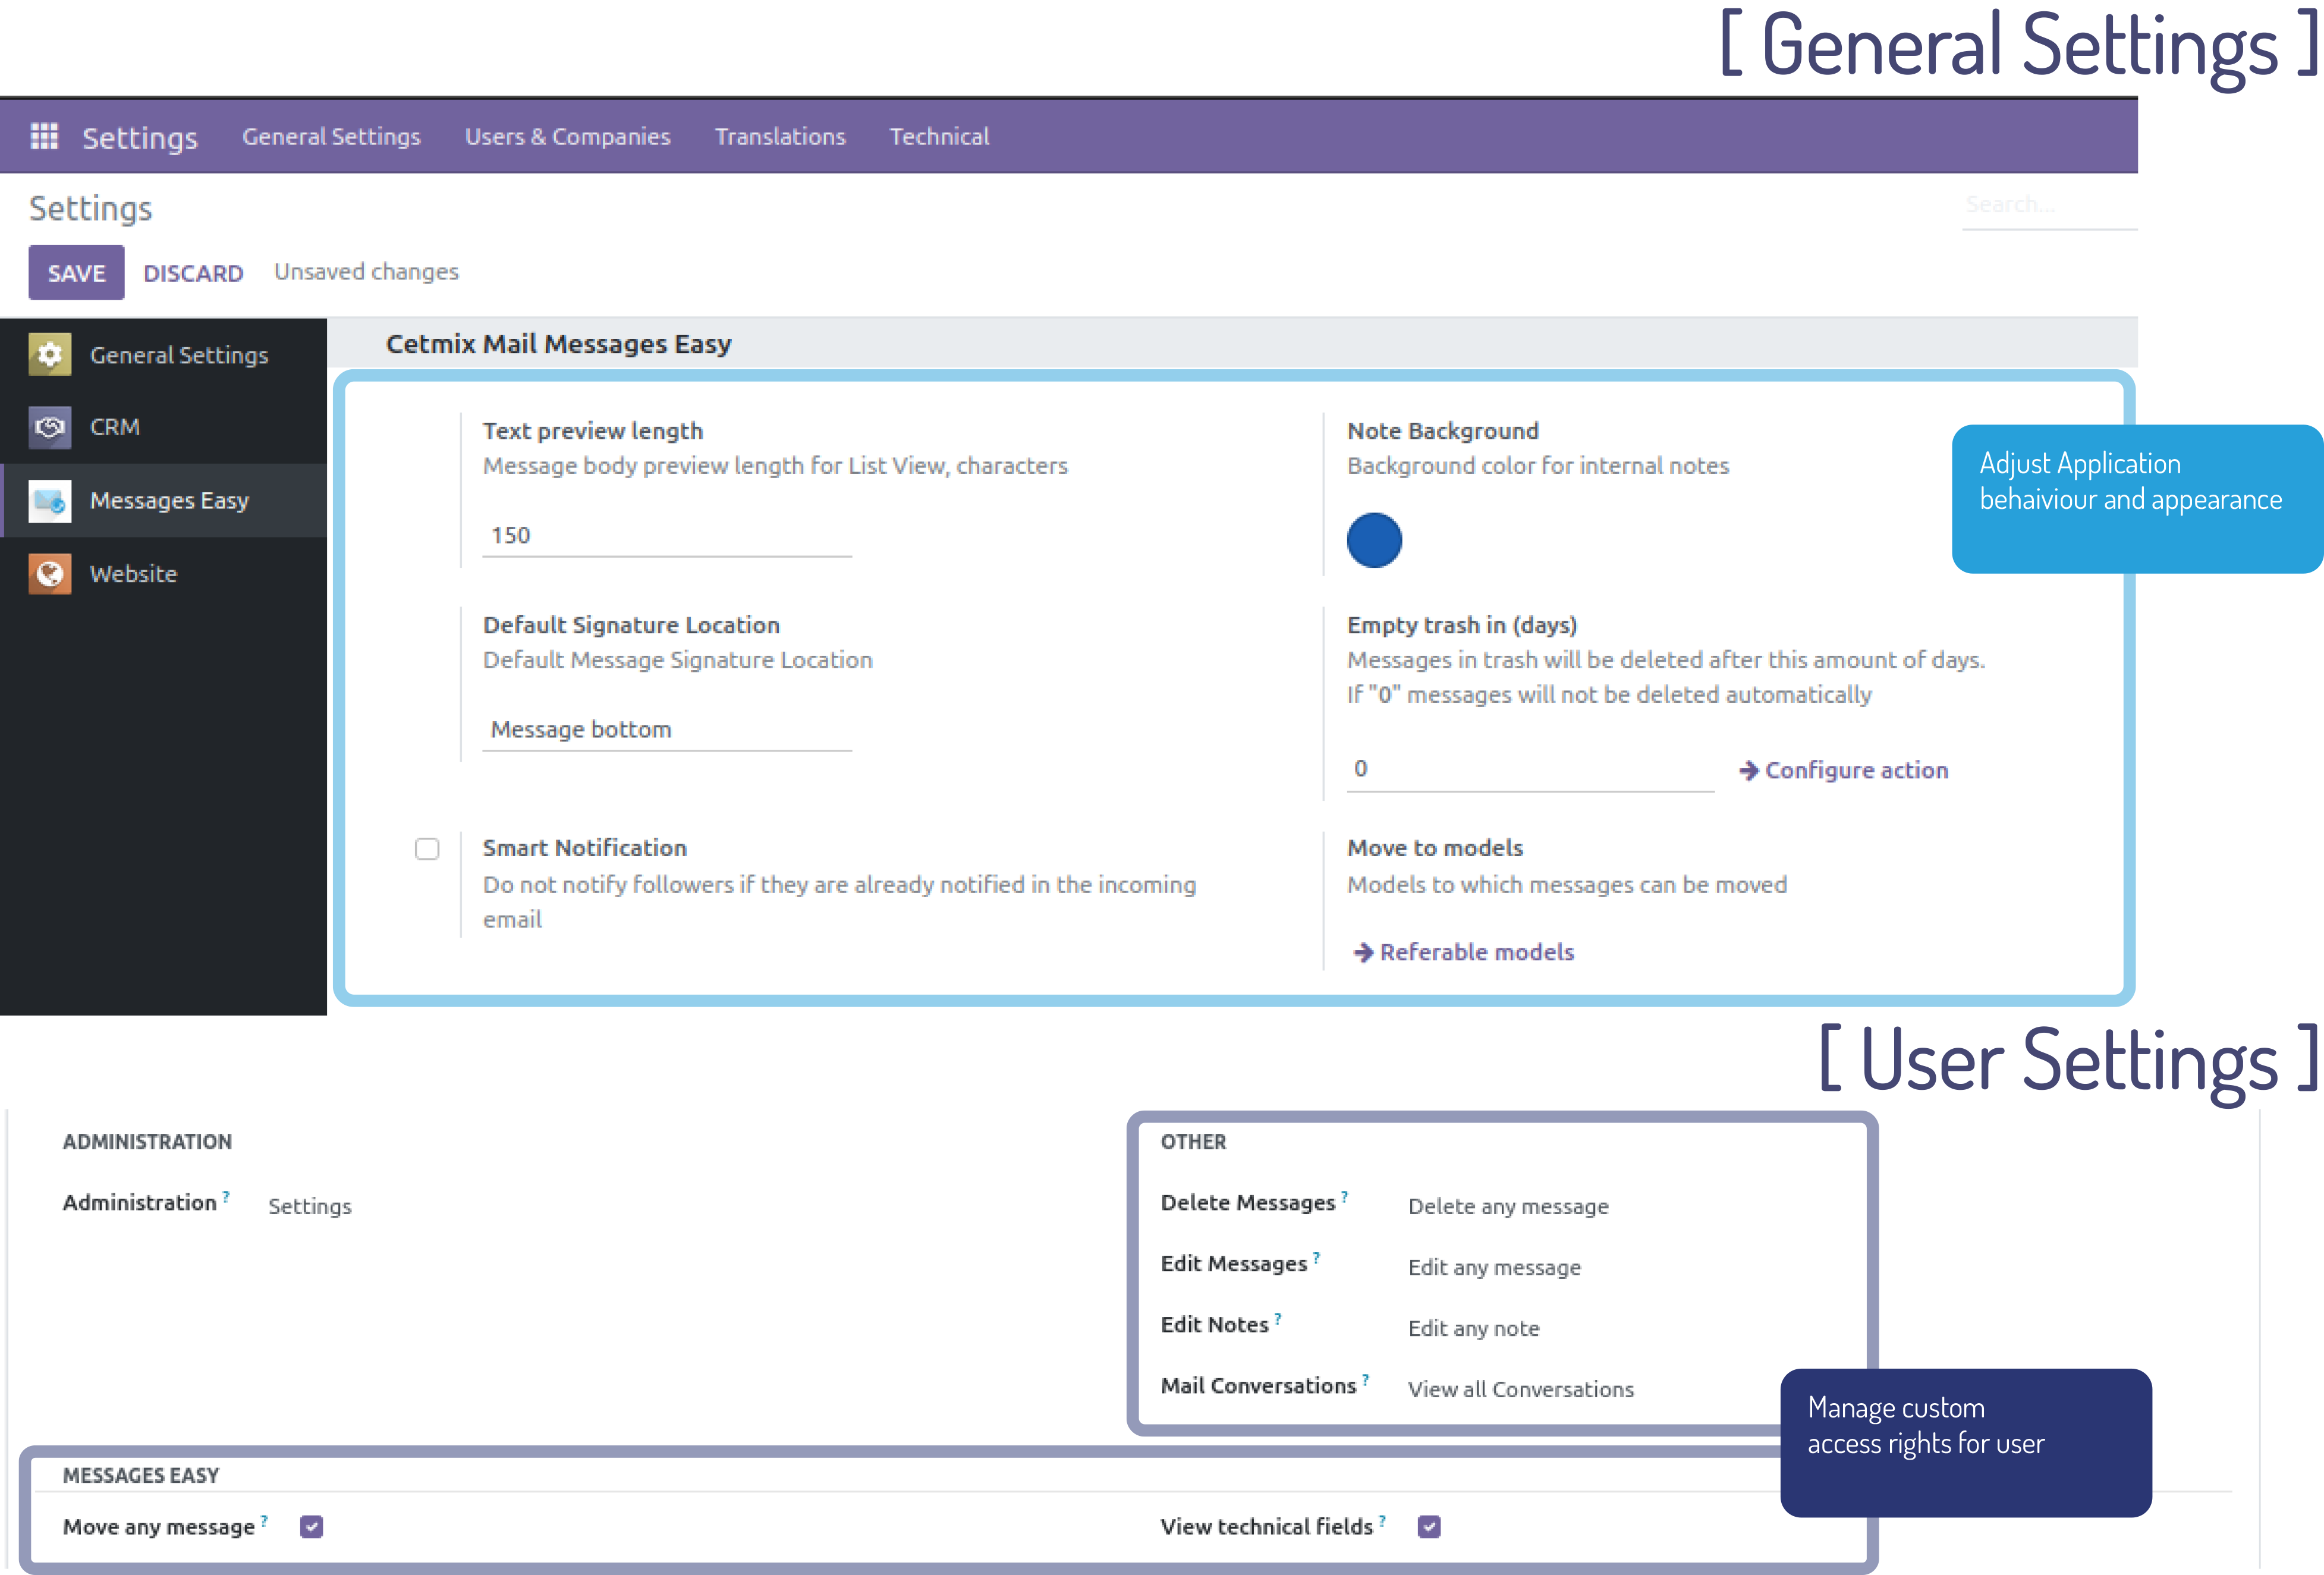 [ General Settings ]
Settings General Settings Users & Companies Translations Technical
Settings
Search...
SAVE DISCARD Unsaved changes
General Settings
CRM
Messages Easy
Website
Cetmix Mail Messages Easy
Text preview length
Message body preview length for List View, characters
150
Note Background
Background color for internal notes
Adjust Application
behaiviour and appearance
Default Signature Location
Default Message Signature Location
Message bottom
Empty trash in (days)
Messages in trash will be deleted after this amount of days.
If "0" messages will not be deleted automatically
0 Configure action
Smart Notification
Do not notify followers if they are already notified in the incoming
email
Move to models
Models to which messages can be moved
Referable models
[ User Settings ]
ADMINISTRATION
Administration ? Settings
OTHER
Delete Messages ? Delete any message
Edit Messages ? Edit any message
Edit Notes ? Edit any note
Mail Conversations ? View all Conversations
Manage custom
access rights for user
MESSAGES EASY
Move any message ?
View technical fields ?